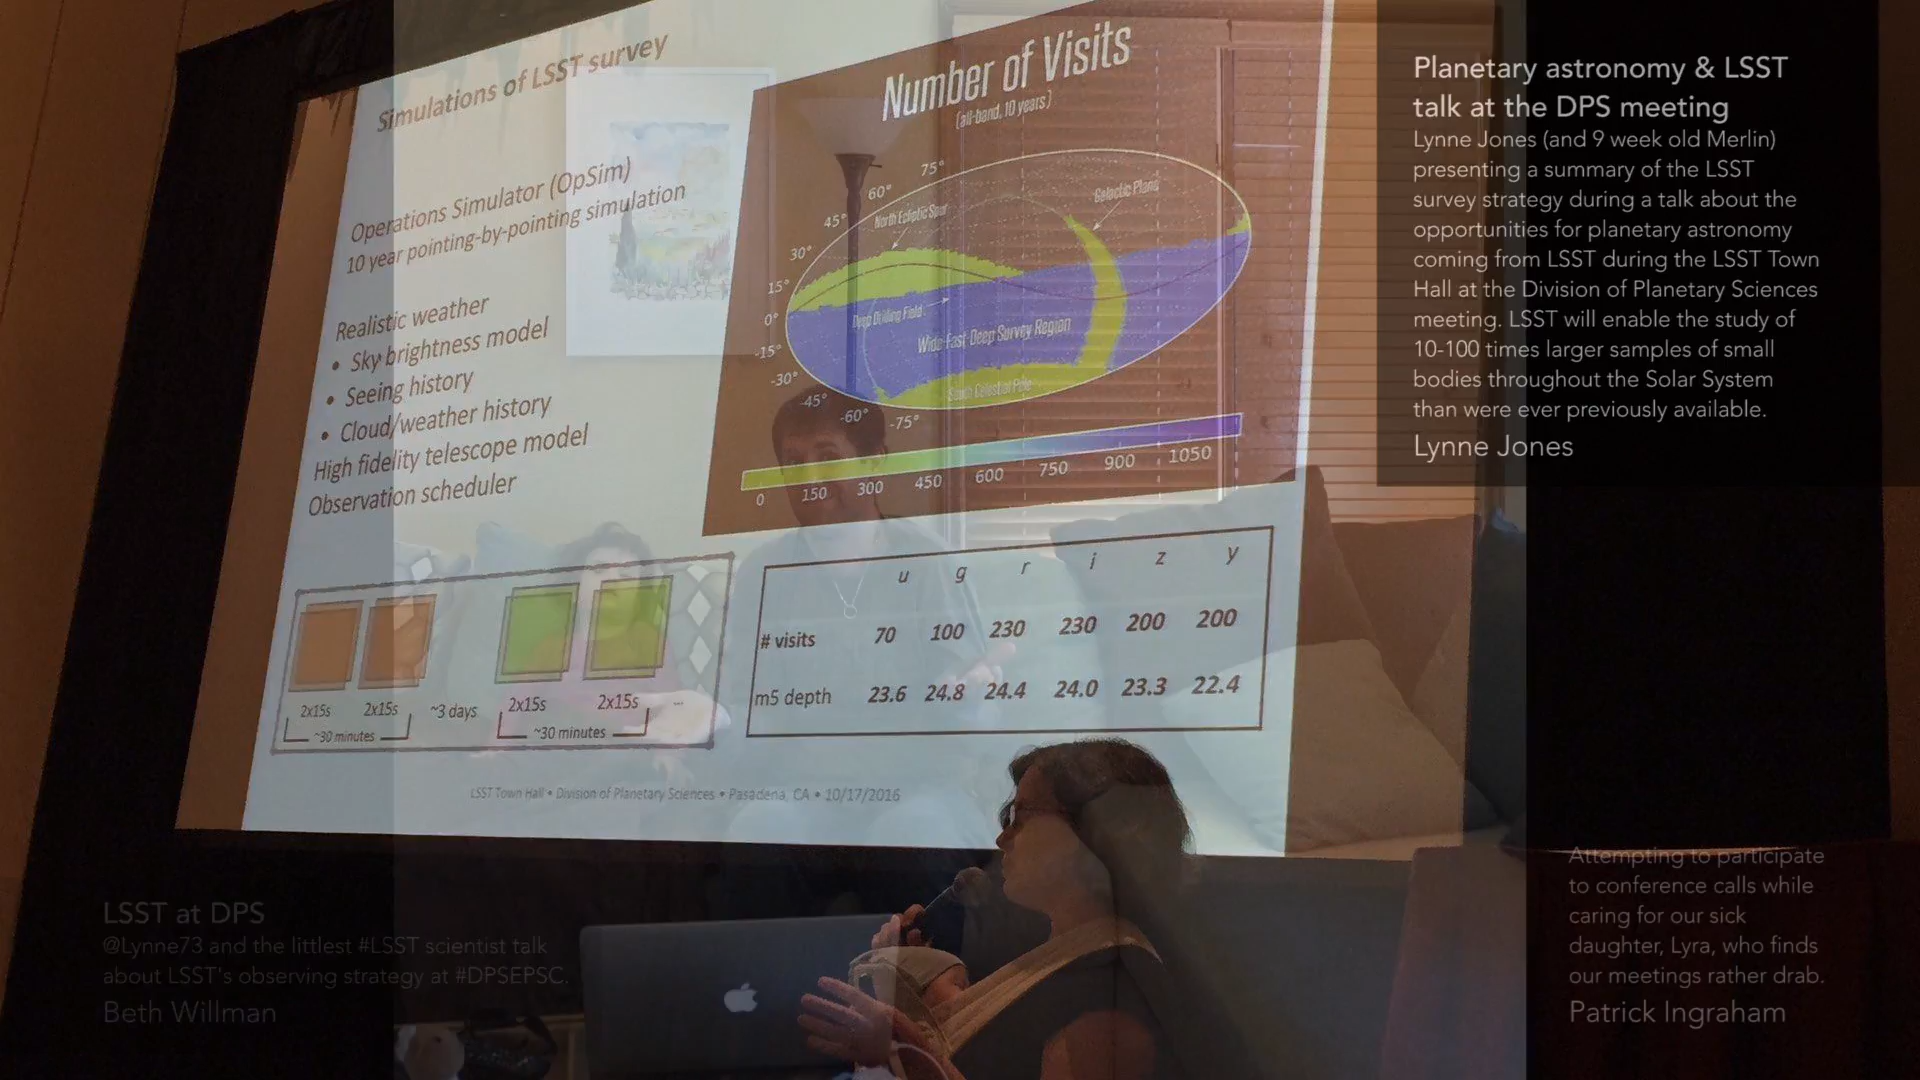 Simulations of LSST survey
Operations Simulator (OpSim)
10 year pointing-by-pointing simulation
Realistic weather
• Sky brightness model
• Seeing history
• Cloud/weather history
High fidelity telescope model
Observation scheduler
Number of Visits
(all-band, 10 years)
75°
60°
45°
30°
15°
0°
-15°
-30°
-45°
-60°
-75°
North Ecliptic Spur
Galactic Plane
Deep Drilling Field
Wide-Fast-Deep Survey Region
South Celestial Pole
0 150 300 450 600 750 900 1050
2x15s 2x15s ~3 days 2x15s 2x15s ...
~30 minutes ~30 minutes
u g r i z y
# visits 70 100 230 230 200 200
m5 depth 23.6 24.8 24.4 24.0 23.3 22.4
LSST Town Hall • Division of Planetary Sciences • Pasadena, CA • 10/17/2016
Planetary astronomy & LSST
talk at the DPS meeting
Lynne Jones (and 9 week old Merlin)
presenting a summary of the LSST
survey strategy during a talk about the
opportunities for planetary astronomy
coming from LSST during the LSST Town
Hall at the Division of Planetary Sciences
meeting. LSST will enable the study of
10-100 times larger samples of small
bodies throughout the Solar System
than were ever previously available.
Lynne Jones
LSST at DPS
@Lynne73 and the littlest #LSST scientist talk
about LSST's observing strategy at #DPSEPSC.
Beth Willman
Attempting to participate
to conference calls while
caring for our sick
daughter, Lyra, who finds
our meetings rather drab.
Patrick Ingraham